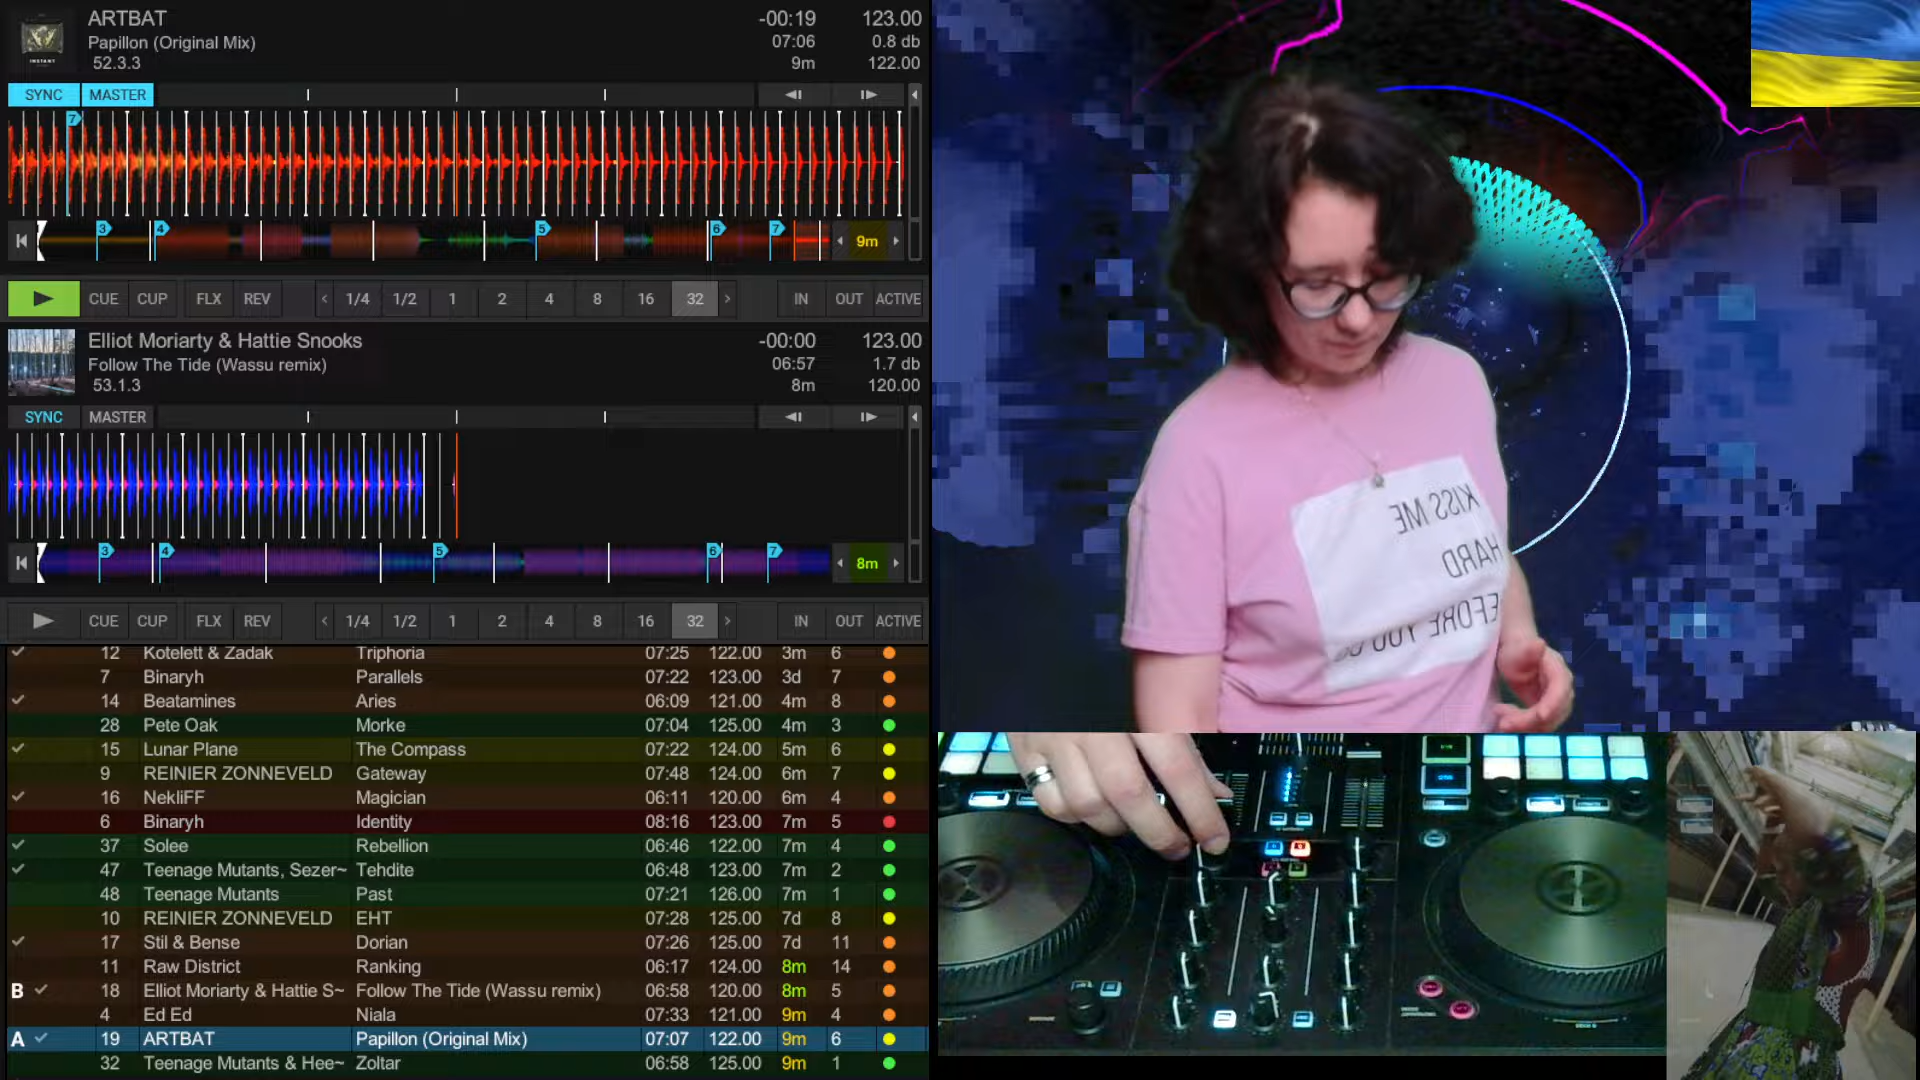 ARTBAT -00:19 123.00
Papillon (Original Mix) 07:06 0.8 db
52.3.3 9m 122.00
INSTANT
SYNC MASTER
7
3 4 5 6 7 9m
CUE CUP FLX REV 1/4 1/2 1 2 4 8 16 32 IN OUT ACTIVE
Elliot Moriarty & Hattie Snooks -00:00 123.00
Follow The Tide (Wassu remix) 06:57 1.7 db
53.1.3 8m 120.00
SYNC MASTER
3 4 5 6 7 8m
CUE CUP FLX REV 1/4 1/2 1 2 4 8 16 32 IN OUT ACTIVE
12 Kotelett & Zadak Triphoria 07:25 122.00 3m 6
7 Binaryh Parallels 07:22 123.00 3d 7
14 Beatamines Aries 06:09 121.00 4m 8
28 Pete Oak Morke 07:04 125.00 4m 3
15 Lunar Plane The Compass 07:22 124.00 5m 6
9 REINIER ZONNEVELD Gateway 07:48 124.00 6m 7
16 NekliFF Magician 06:11 120.00 6m 4
6 Binaryh Identity 08:16 123.00 7m 5
37 Solee Rebellion 06:46 122.00 7m 4
47 Teenage Mutants, Sezer~ Tehdite 06:48 123.00 7m 2
48 Teenage Mutants Past 07:21 126.00 7m 1
10 REINIER ZONNEVELD EHT 07:28 125.00 7d 8
17 Stil & Bense Dorian 07:26 125.00 7d 11
11 Raw District Ranking 06:17 124.00 8m 14
B 18 Elliot Moriarty & Hattie S~ Follow The Tide (Wassu remix) 06:58 120.00 8m 5
4 Ed Ed Niala 07:33 121.00 9m 4
A 19 ARTBAT Papillon (Original Mix) 07:07 122.00 9m 6
32 Teenage Mutants & Hee~ Zoltar 06:58 125.00 9m 1
KISS ME
HARD
EFORE YOU